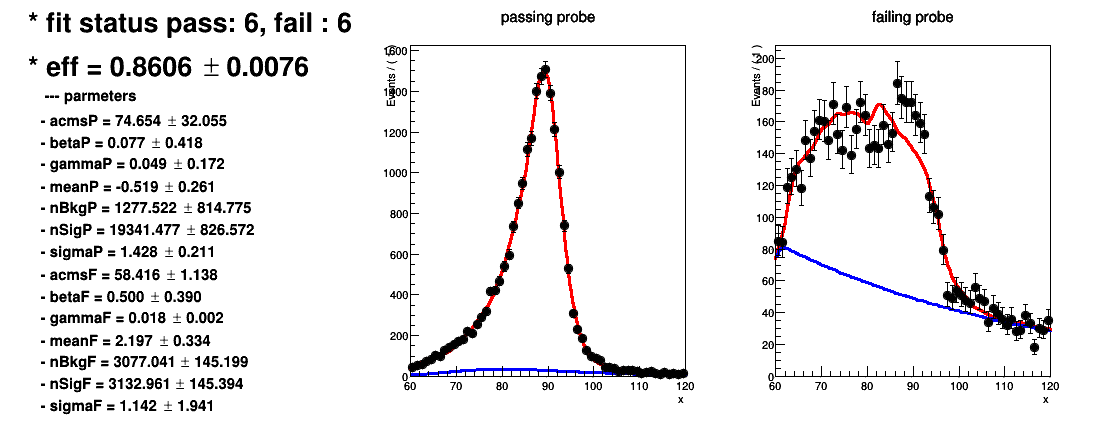 * fit status pass: 6, fail : 6
* eff = 0.8606 ± 0.0076
--- parmeters
- acmsP = 74.654 ± 32.055
- betaP = 0.077 ± 0.418
- gammaP = 0.049 ± 0.172
- meanP = -0.519 ± 0.261
- nBkgP = 1277.522 ± 814.775
- nSigP = 19341.477 ± 826.572
- sigmaP = 1.428 ± 0.211
- acmsF = 58.416 ± 1.138
- betaF = 0.500 ± 0.390
- gammaF = 0.018 ± 0.002
- meanF = 2.197 ± 0.334
- nBkgF = 3077.041 ± 145.199
- nSigF = 3132.961 ± 145.394
- sigmaF = 1.142 ± 1.941
passing probe
Events / (
1600
1400
1200
1000
800
600
400
200
0
60 70 80 90 100 110 120
x
failing probe
Events / (
200
180
160
140
120
100
80
60
40
20
0
60 70 80 90 100 110 120
x